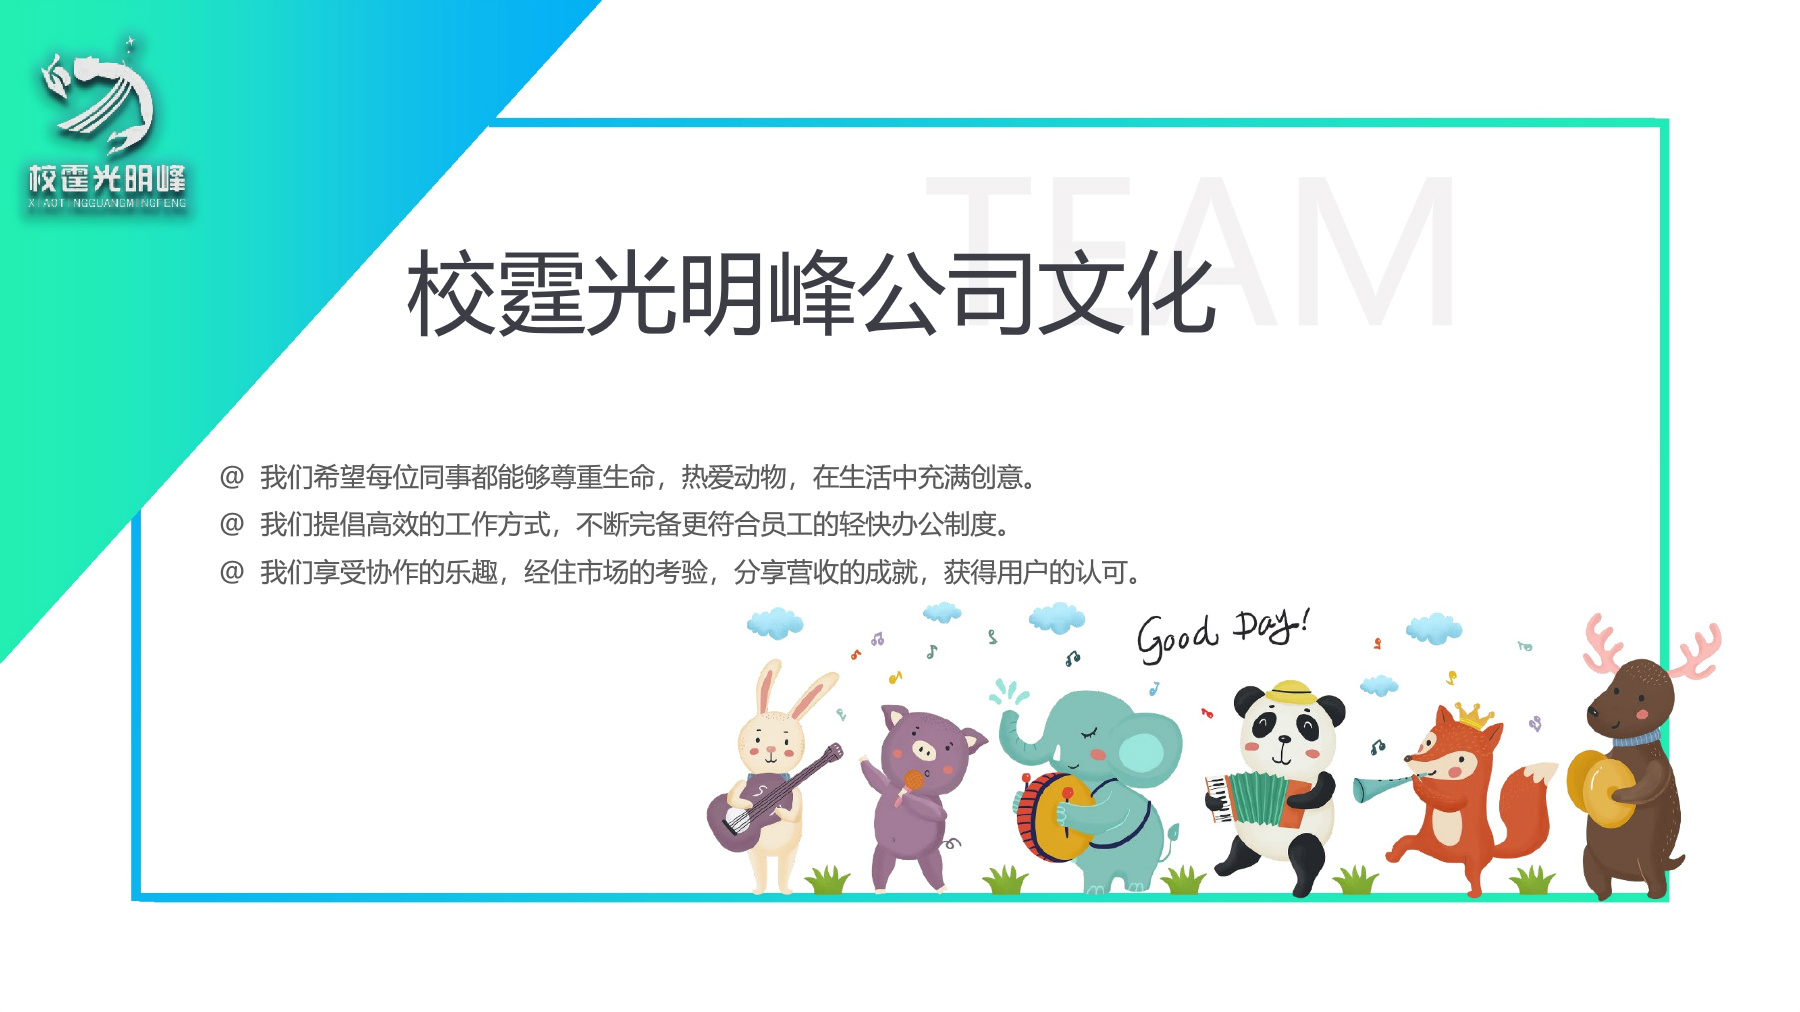 校霆光明峰
XIAOTINGGUANGMINGFENG
TEAM
校霆光明峰公司文化
@ 我们希望每位同事都能够尊重生命，热爱动物，在生活中充满创意。
@ 我们提倡高效的工作方式，不断完备更符合员工的轻快办公制度。
@ 我们享受协作的乐趣，经住市场的考验，分享营收的成就，获得用户的认可。
Good Day!
S